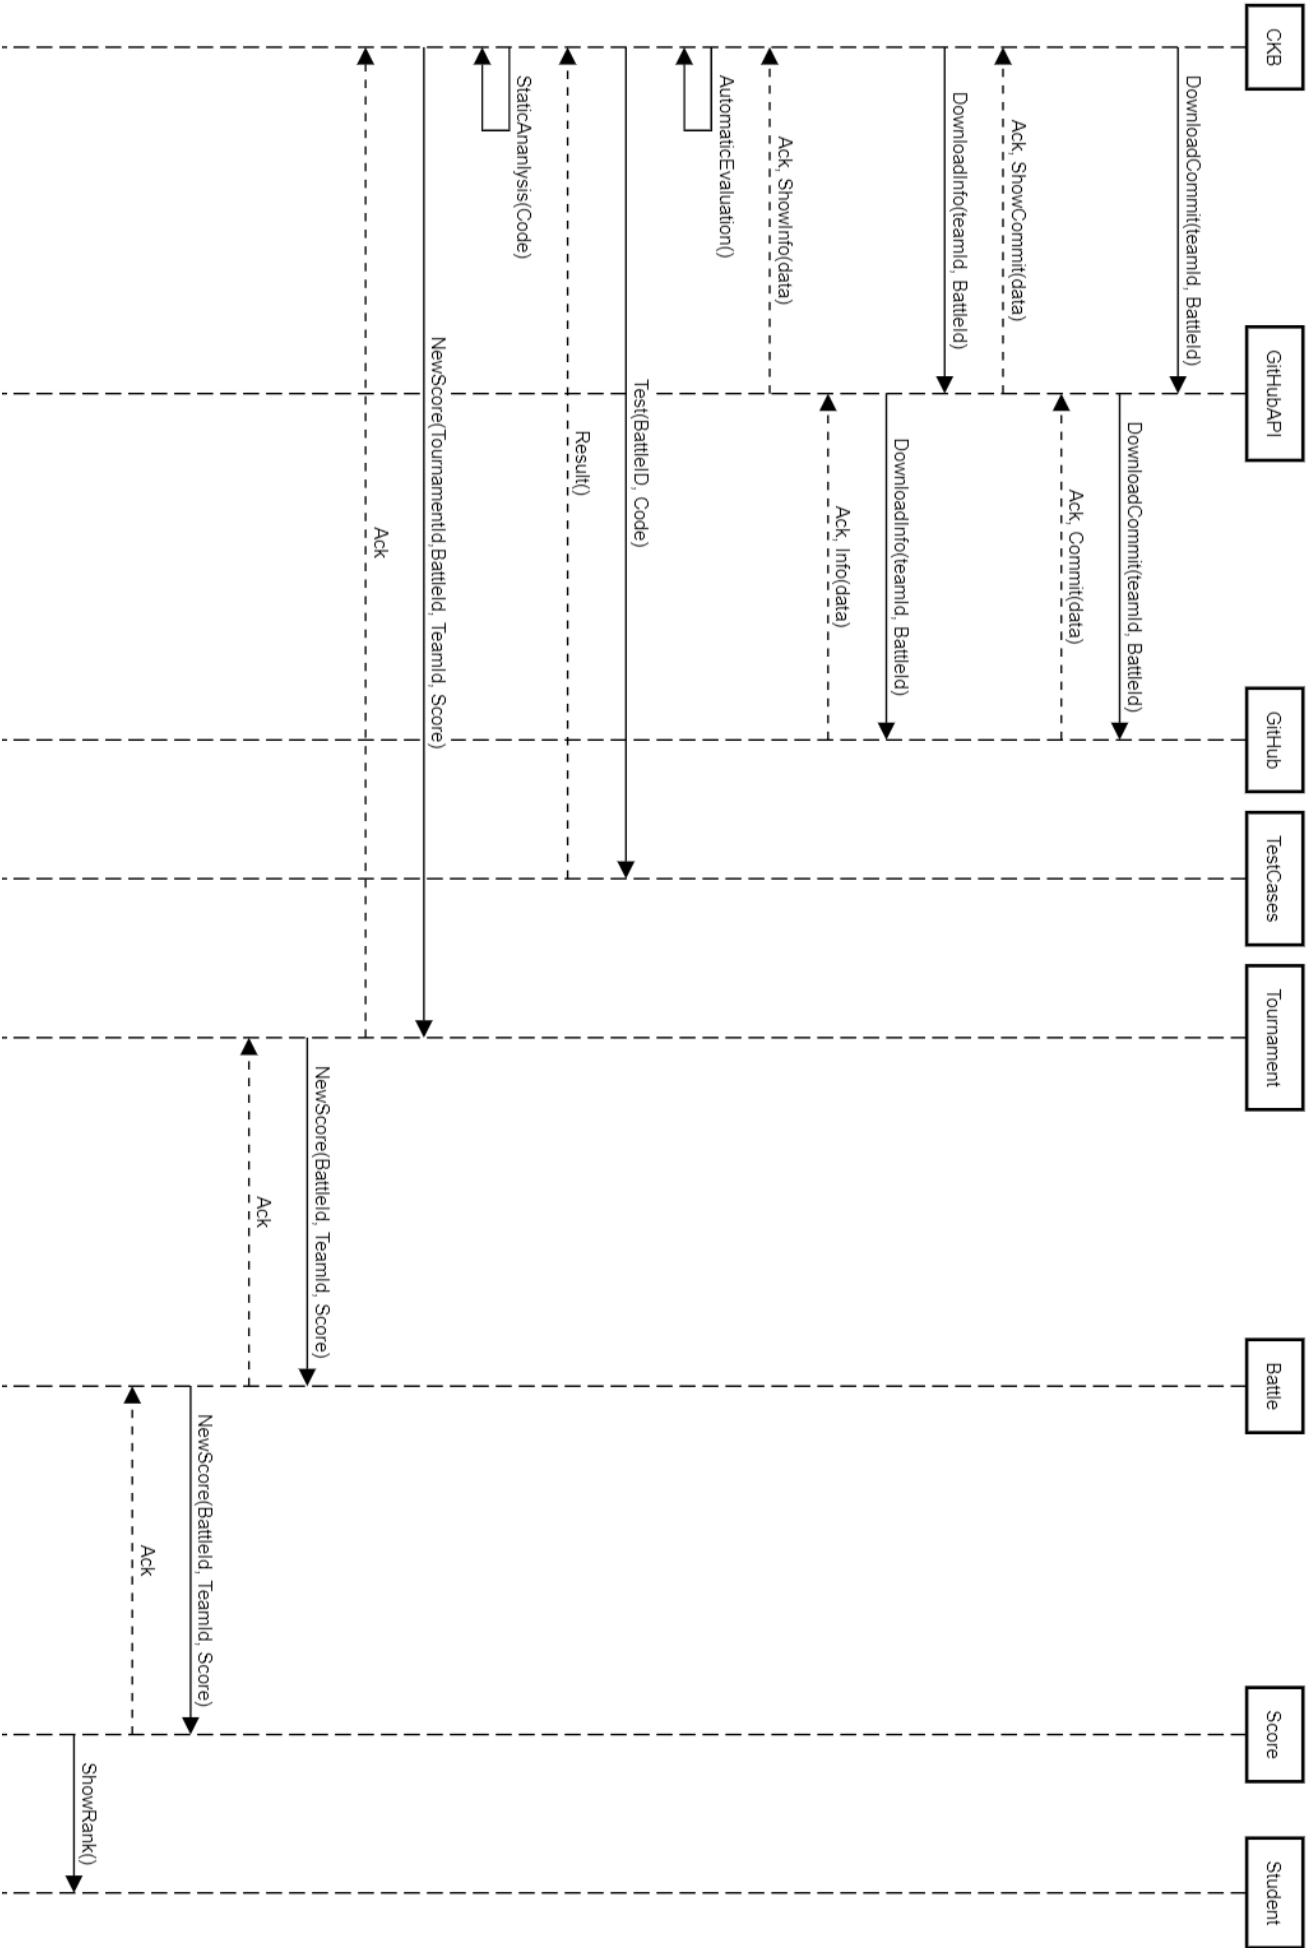 CKB
GitHubAPI
GitHub
TestCases
Tournament
Battle
Score
Student
DownloadCommit(teamId, BattleId)
DownloadCommit(teamId, BattleId)
Ack, Commit(data)
Ack, ShowCommit(data)
DownloadInfo(teamId, BattleId)
DownloadInfo(teamId, BattleId)
Ack, Info(data)
Ack, ShowInfo(data)
AutomaticEvaluation()
Test(BattleID, Code)
Result()
StaticAnanlysis(Code)
NewScore(TournamentId,BattleId, TeamId, Score)
Ack
NewScore(BattleId, TeamId, Score)
Ack
NewScore(BattleId, TeamId, Score)
Ack
ShowRank()